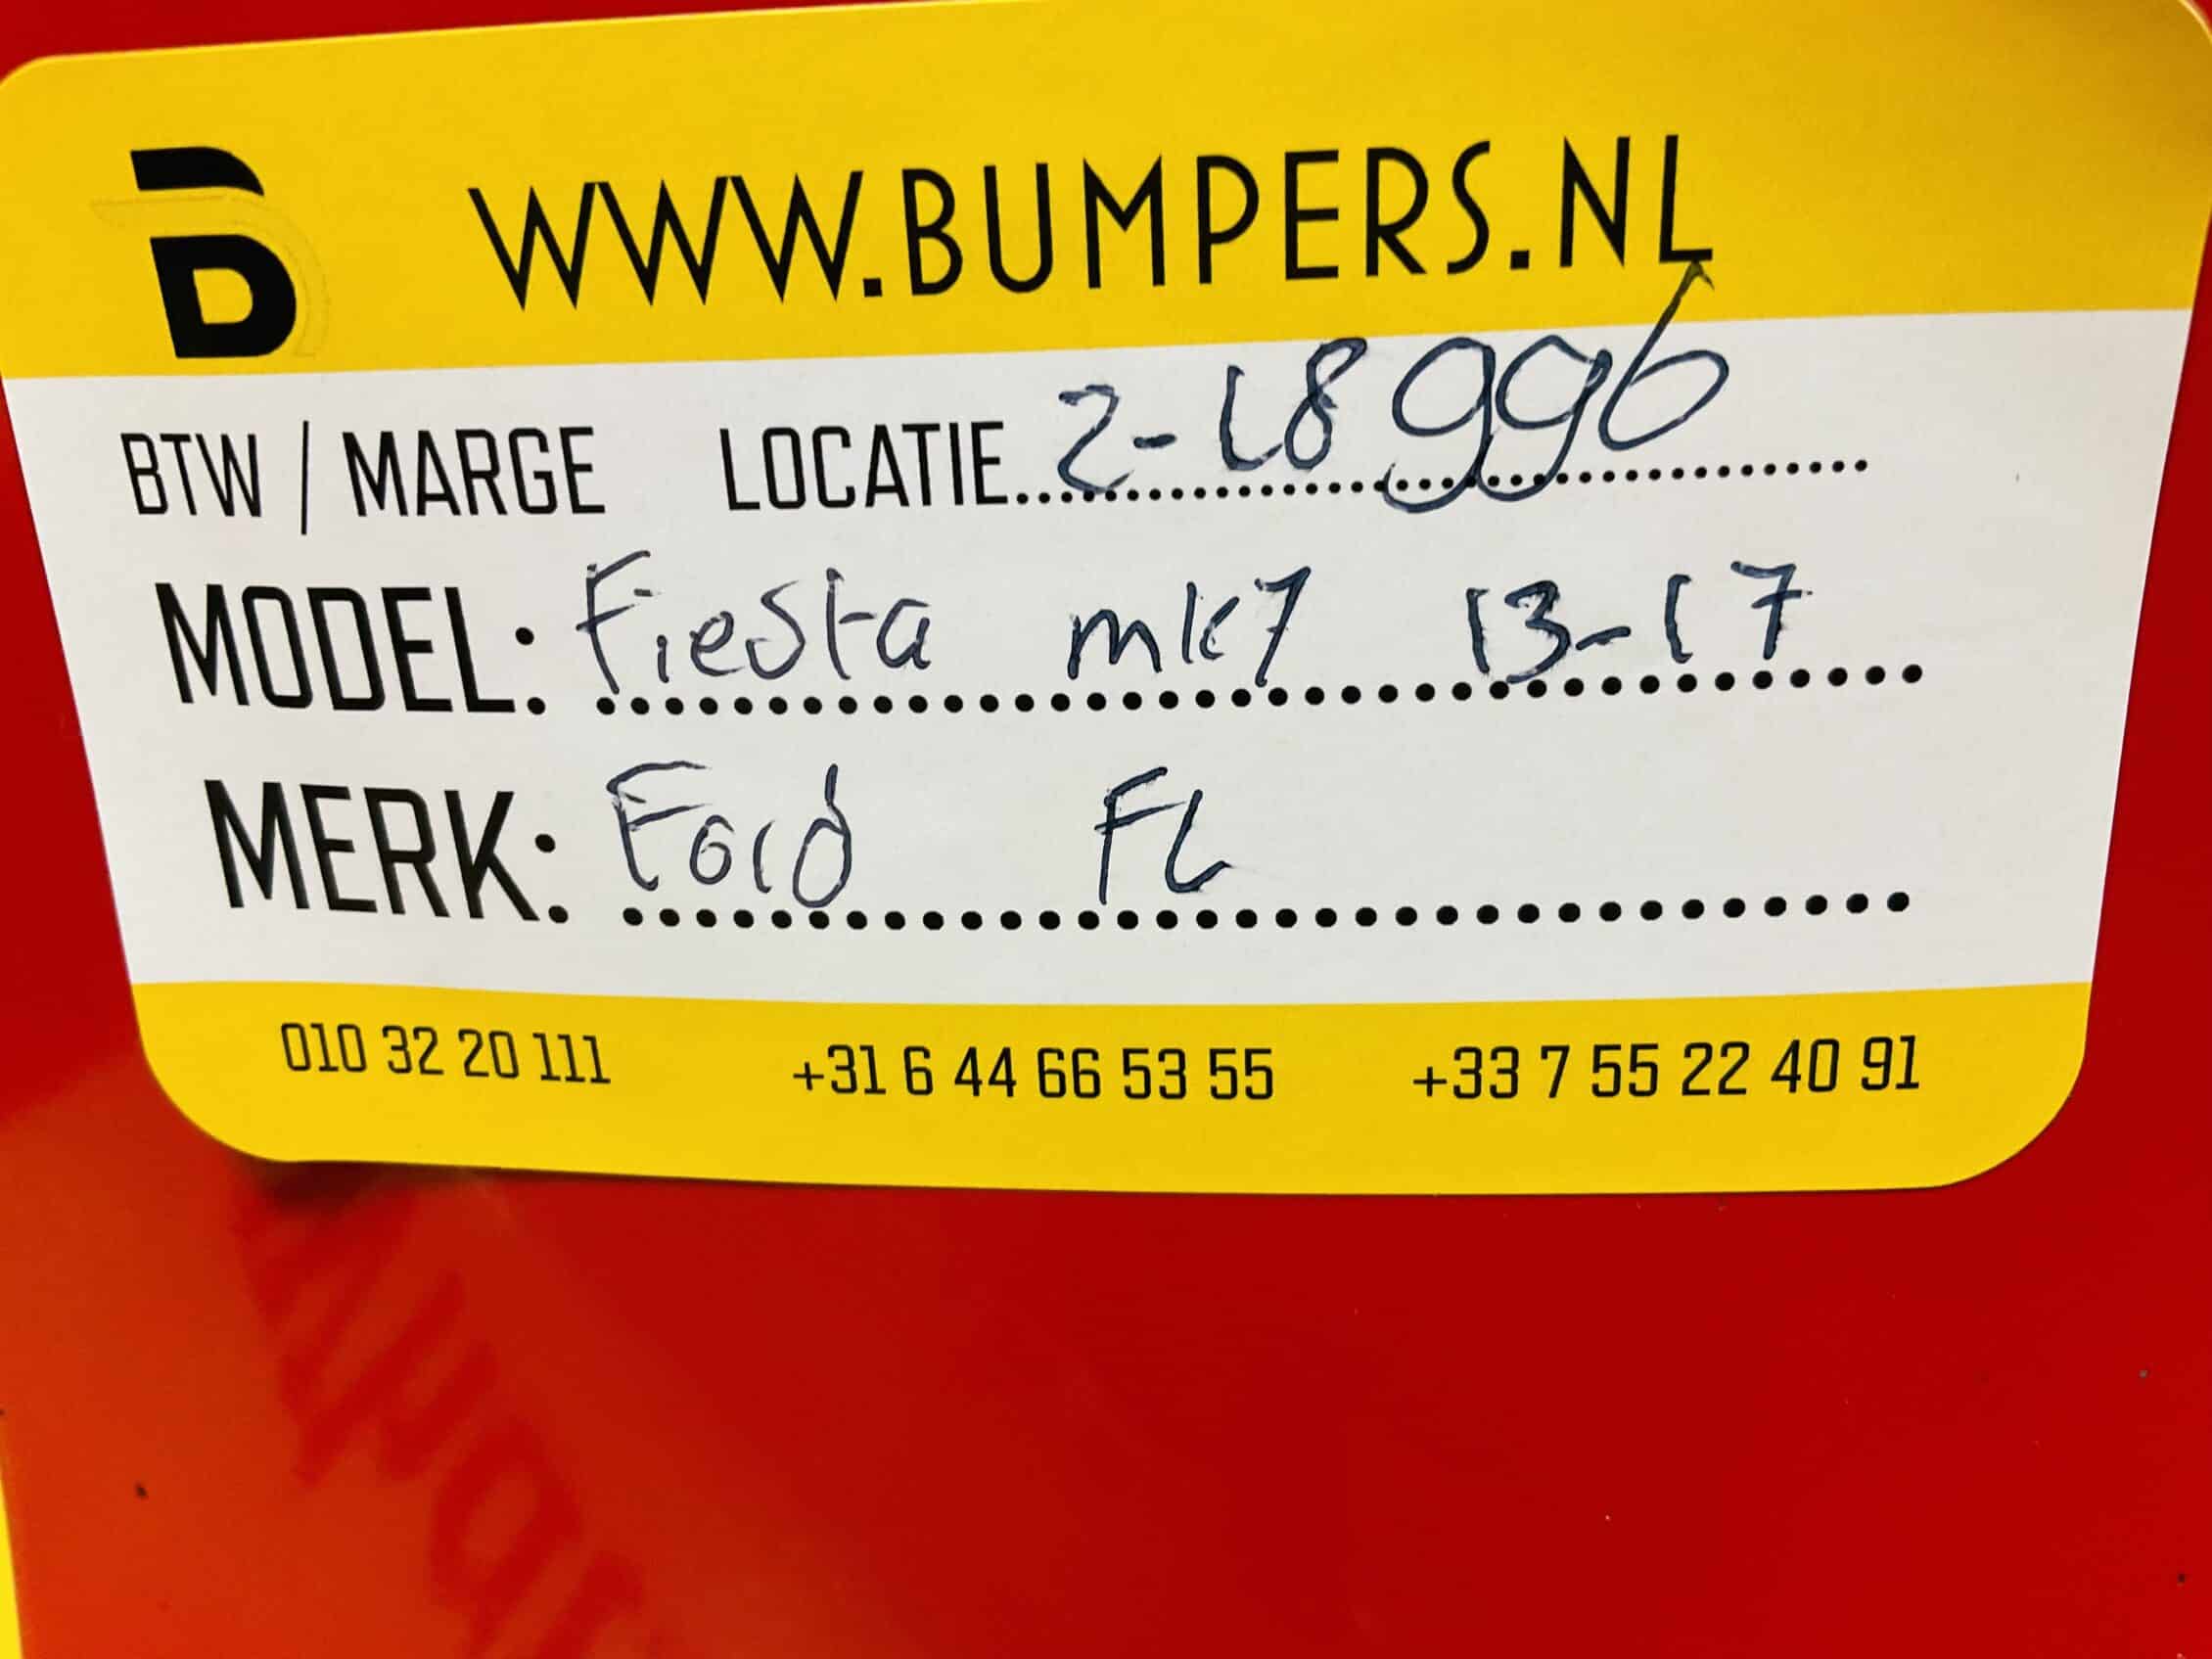 WWW.BUMPERS.NL
BTW / MARGE LOCATIE 2-18996
MODEL: Fiesta mk7 13-17
MERK: Ford FL
010 32 20 111 +31 6 44 66 53 55 +33 7 55 22 40 91